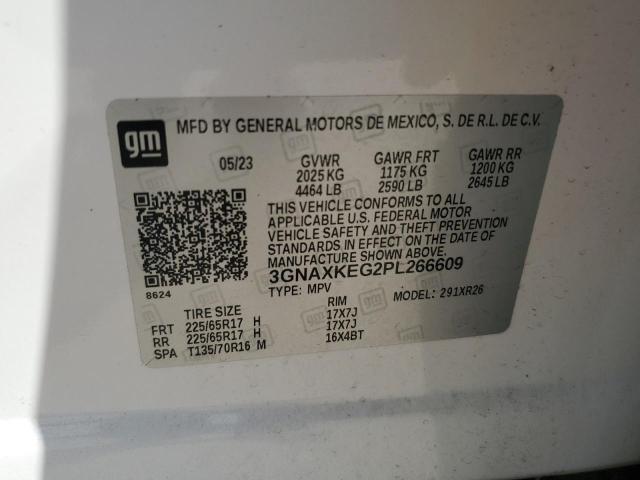 gm
MFD BY GENERAL MOTORS DE MEXICO, S. DE R.L. DE C.V.
05/23 GVWR GAWR FRT GAWR RR
2025 KG 1175 KG 1200 KG
4464 LB 2590 LB 2645 LB
THIS VEHICLE CONFORMS TO ALL
APPLICABLE U.S. FEDERAL MOTOR
VEHICLE SAFETY AND THEFT PREVENTION
STANDARDS IN EFFECT ON THE DATE OF
MANUFACTURE SHOWN ABOVE.
3GNAXKEG2PL266609
8624
TYPE: MPV MODEL: 291XR26
TIRE SIZE RIM
FRT 225/65R17 H 17X7J
RR 225/65R17 H 17X7J
SPA T135/70R16 M 16X4BT